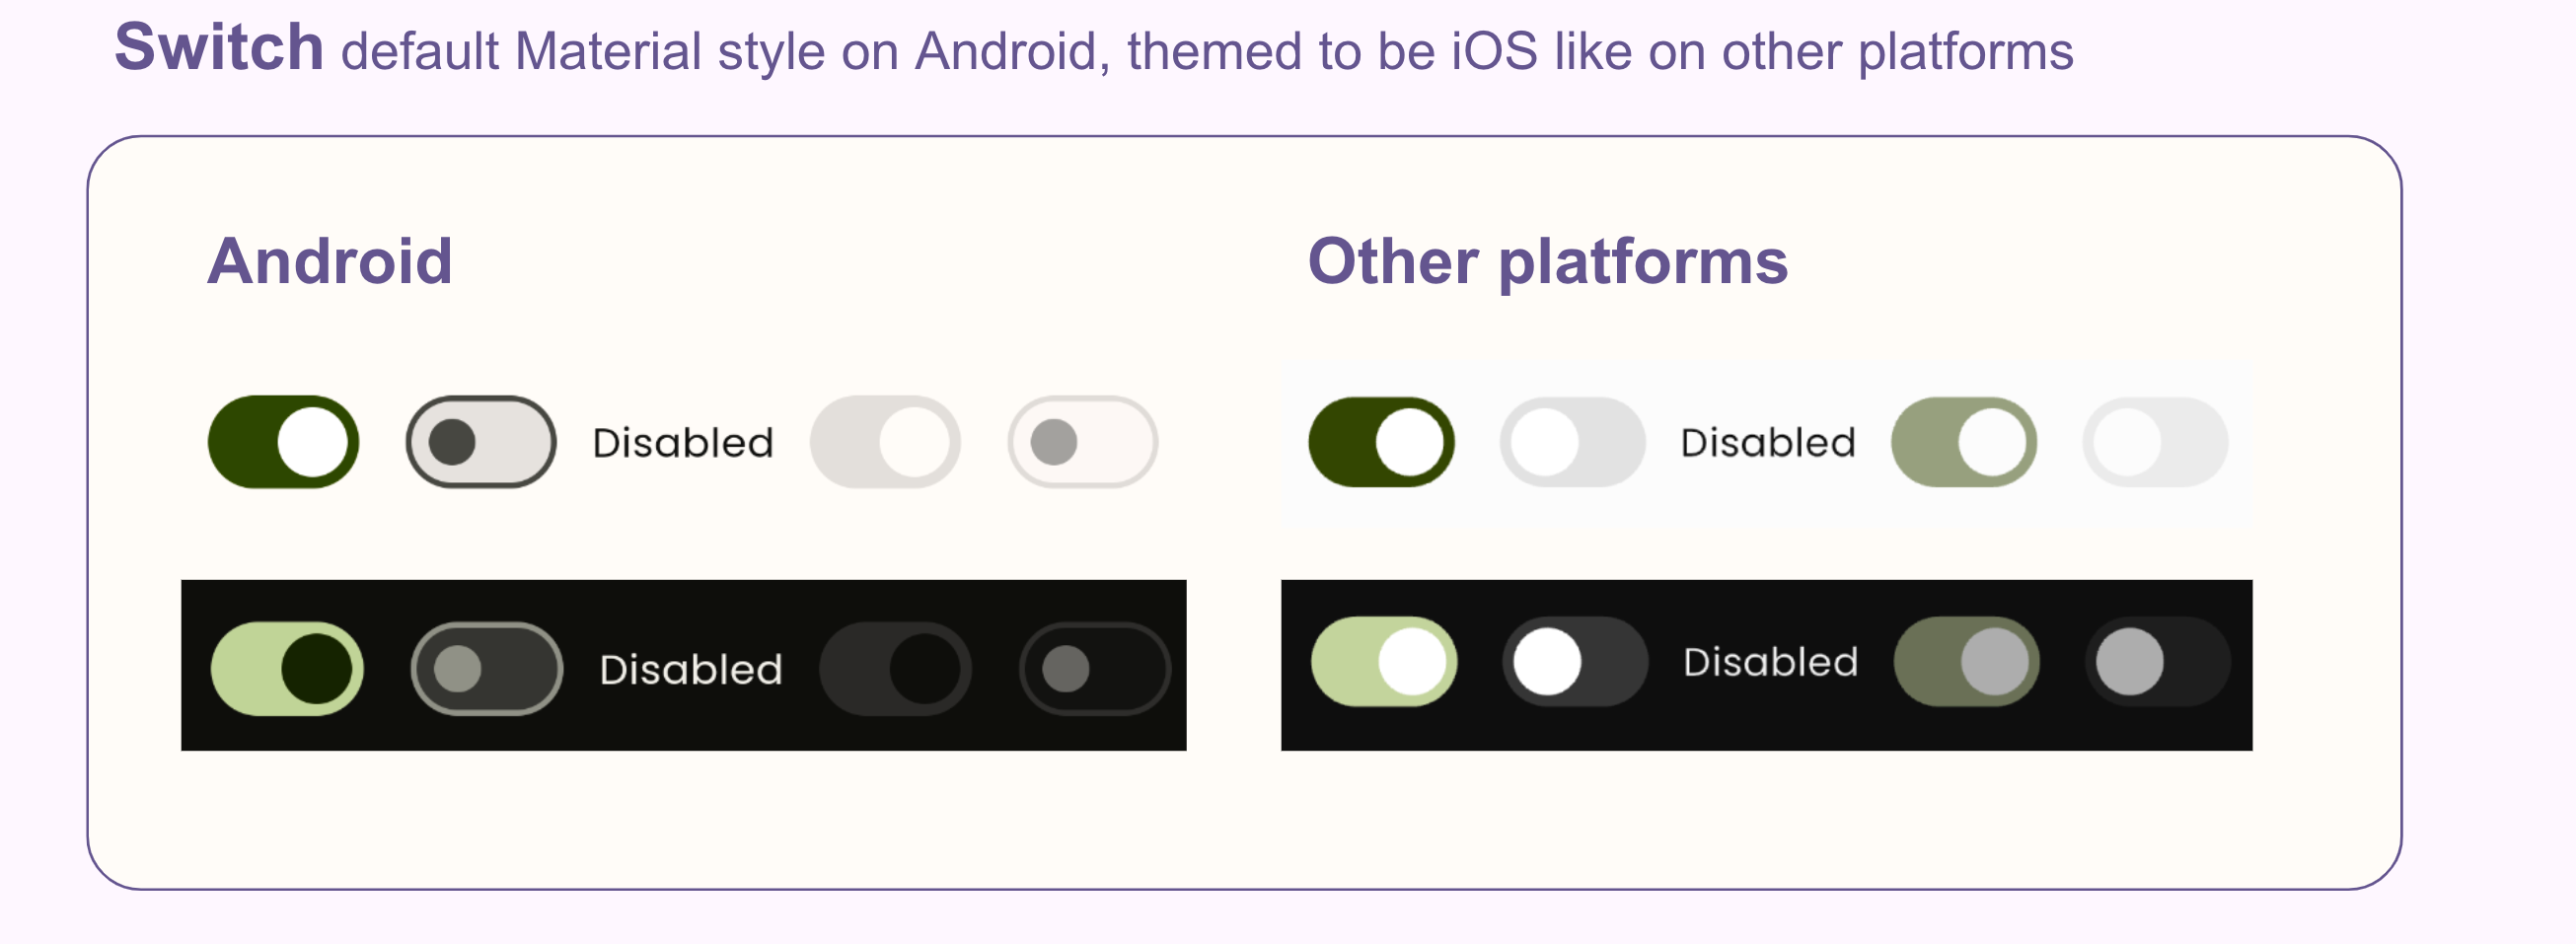 Switch default Material style on Android, themed to be iOS like on other platforms
Android
Other platforms
Disabled
Disabled
Disabled
Disabled